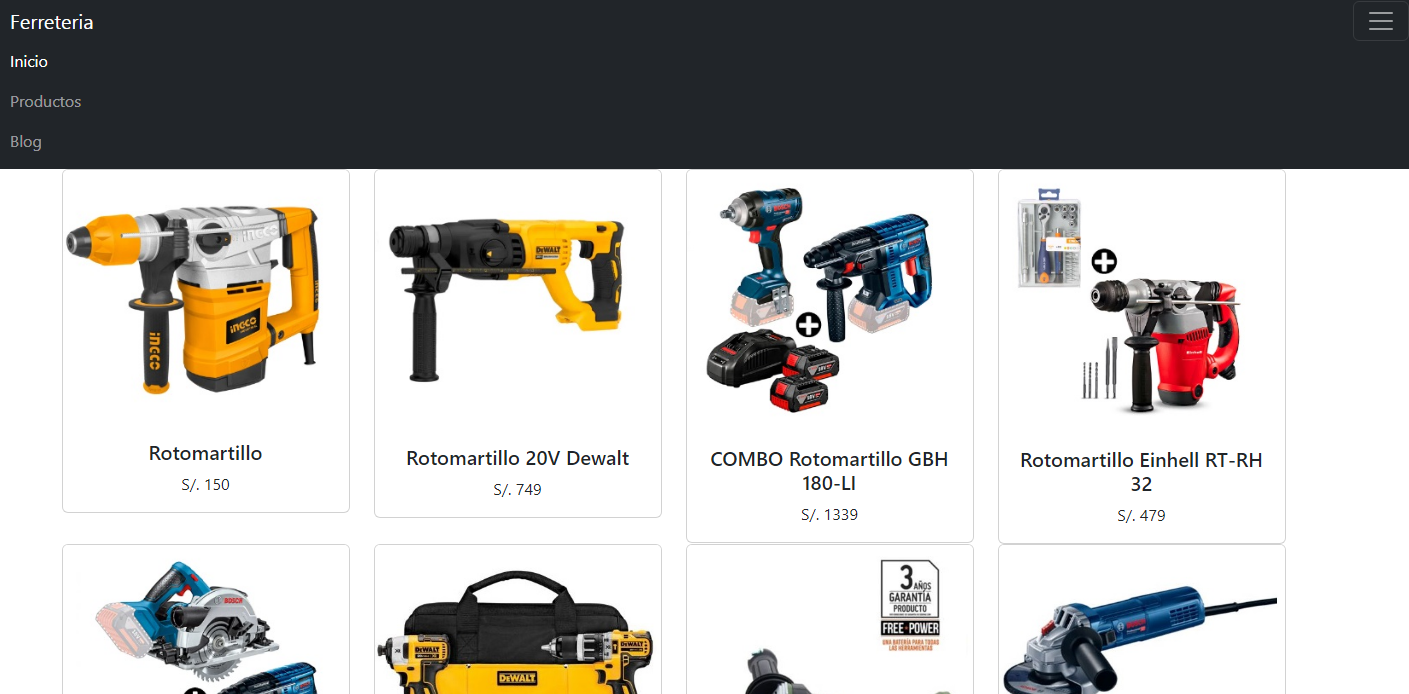 Ferreteria
Inicio
Productos
Blog
INGCO
INGCO
INGCO
DEWALT
Rotomartillo
S/. 150
Rotomartillo 20V Dewalt
S/. 749
COMBO Rotomartillo GBH
180-LI
S/. 1339
Rotomartillo Einhell RT-RH
32
S/. 479
BOSCH
DEWALT
DEWALT
DEWALT
3 AÑOS
GARANTÍA
PRODUCTO
FREE POWER
UNA BATERÍA PARA TODAS
LAS HERRAMIENTAS